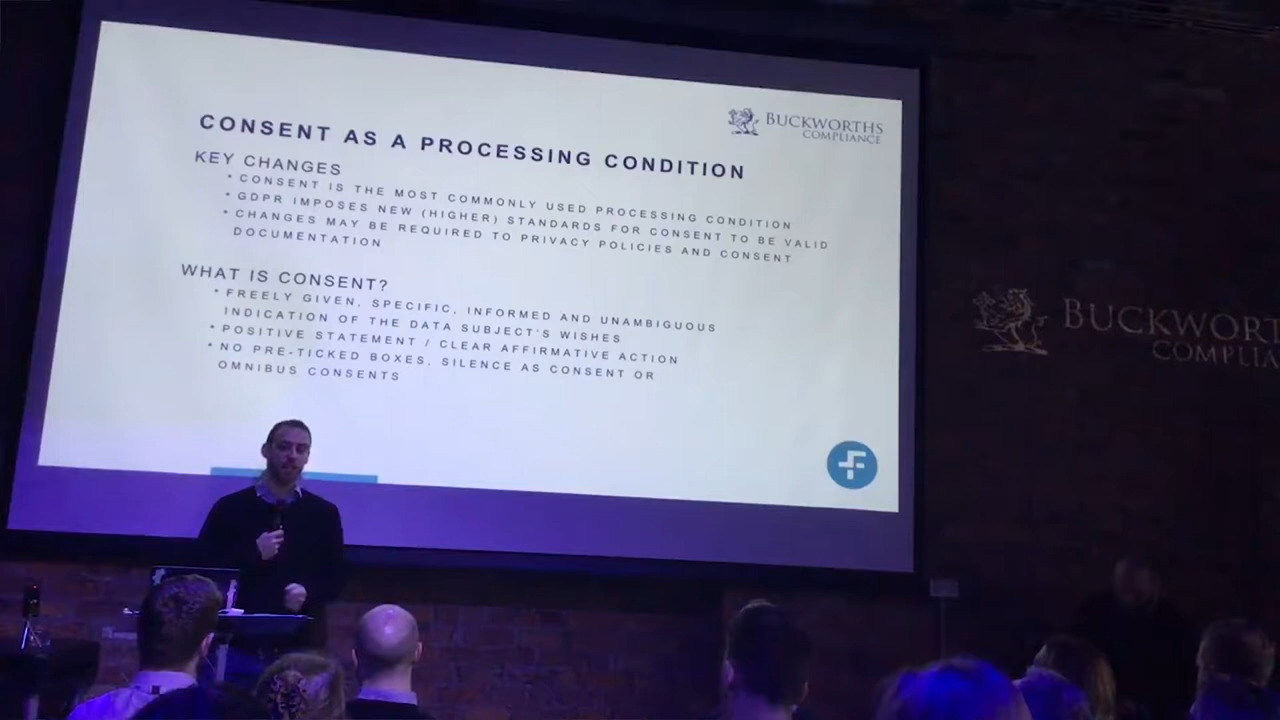 BUCKWORTHS
COMPLIANCE
CONSENT AS A PROCESSING CONDITION
KEY CHANGES
• CONSENT IS THE MOST COMMONLY USED PROCESSING CONDITION
• GDPR IMPOSES NEW (HIGHER) STANDARDS FOR CONSENT TO BE VALID
• CHANGES MAY BE REQUIRED TO PRIVACY POLICIES AND CONSENT
DOCUMENTATION
WHAT IS CONSENT?
• FREELY GIVEN, SPECIFIC, INFORMED AND UNAMBIGUOUS
INDICATION OF THE DATA SUBJECT'S WISHES
• POSITIVE STATEMENT / CLEAR AFFIRMATIVE ACTION
• NO PRE-TICKED BOXES, SILENCE AS CONSENT OR
OMNIBUS CONSENTS
BUCKWORT
COMPLIA